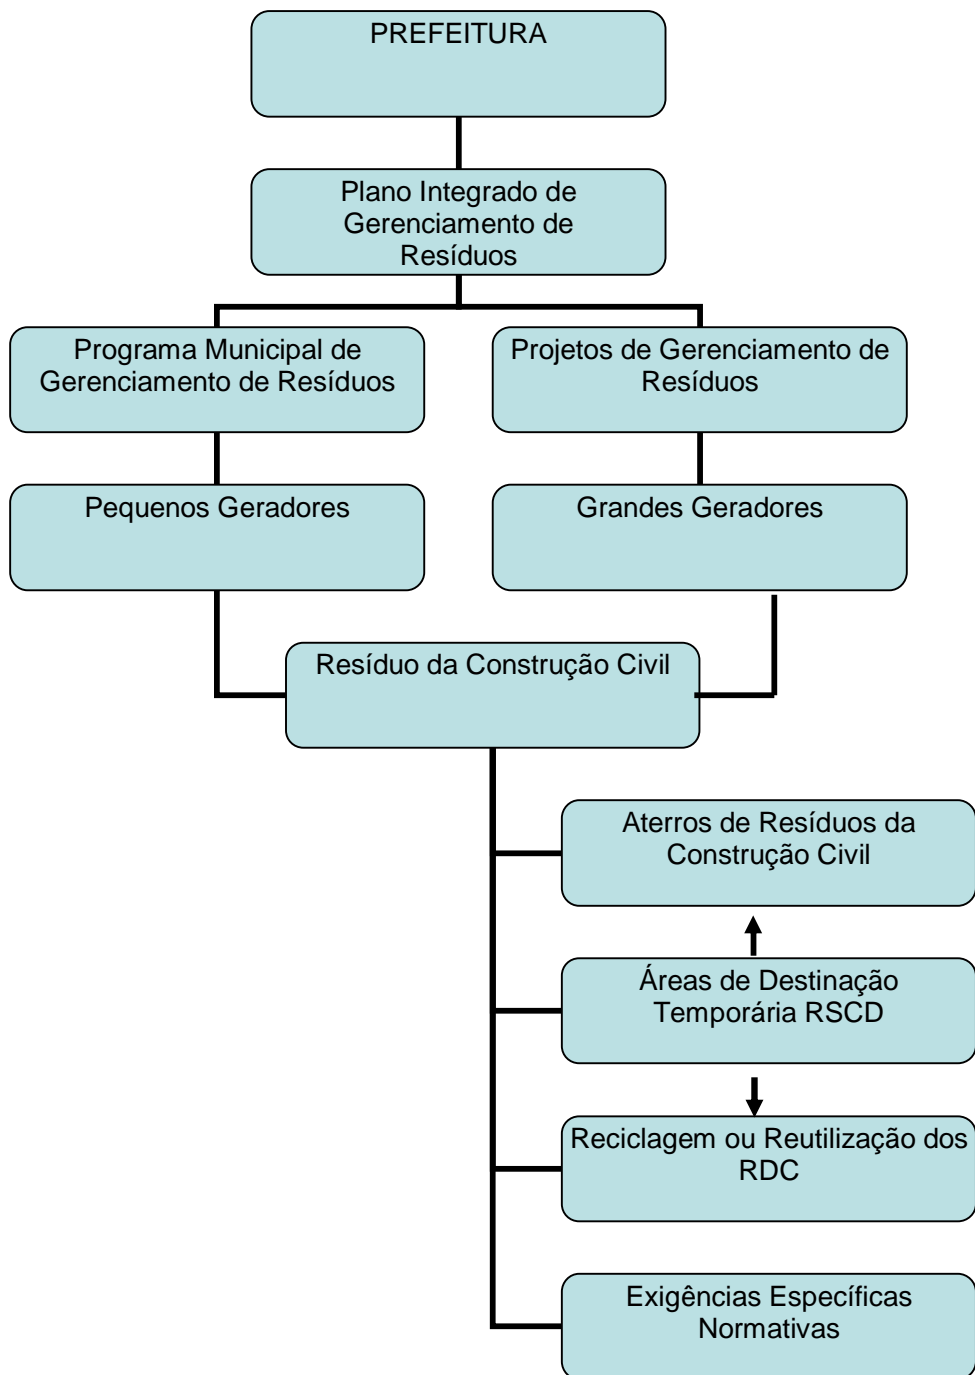 PREFEITURA
Plano Integrado de
Gerenciamento de
Resíduos
Programa Municipal de
Gerenciamento de Resíduos
Projetos de Gerenciamento de
Resíduos
Pequenos Geradores
Grandes Geradores
Resíduo da Construção Civil
Aterros de Resíduos da
Construção Civil
Áreas de Destinação
Temporária RSCD
Reciclagem ou Reutilização dos
RDC
Exigências Específicas
Normativas